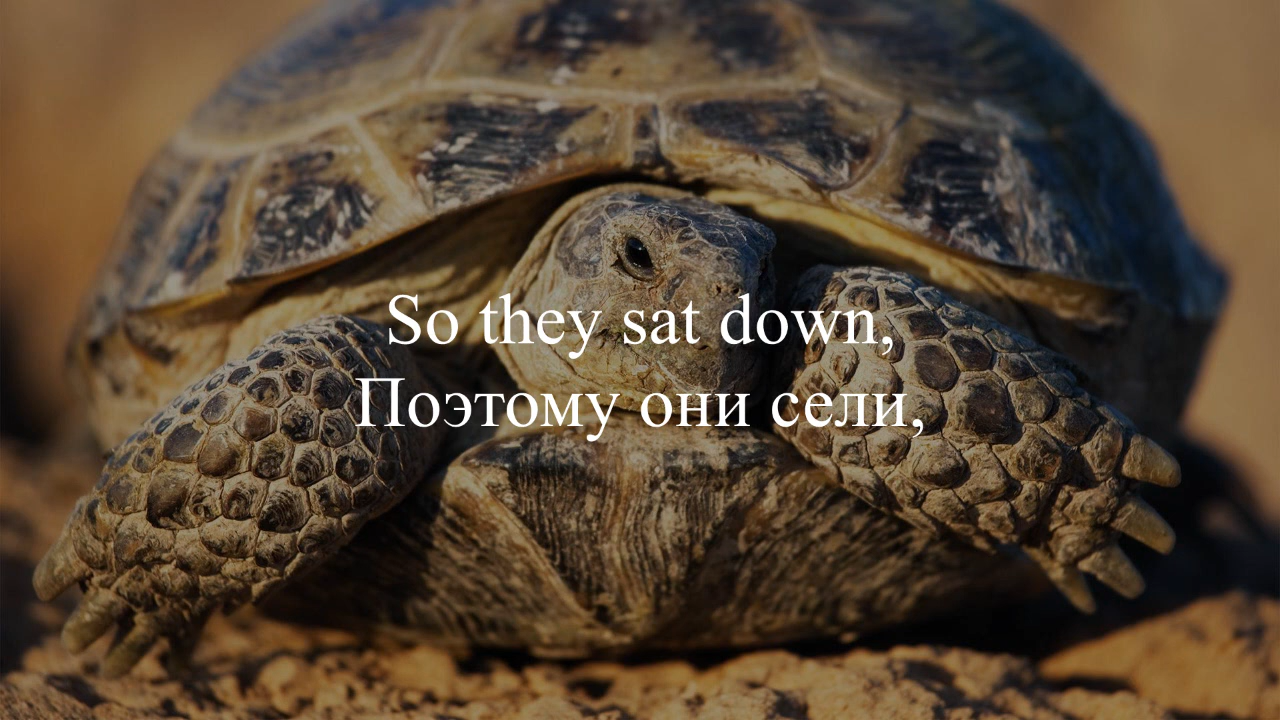 So they sat down,
Поэтому они сели,